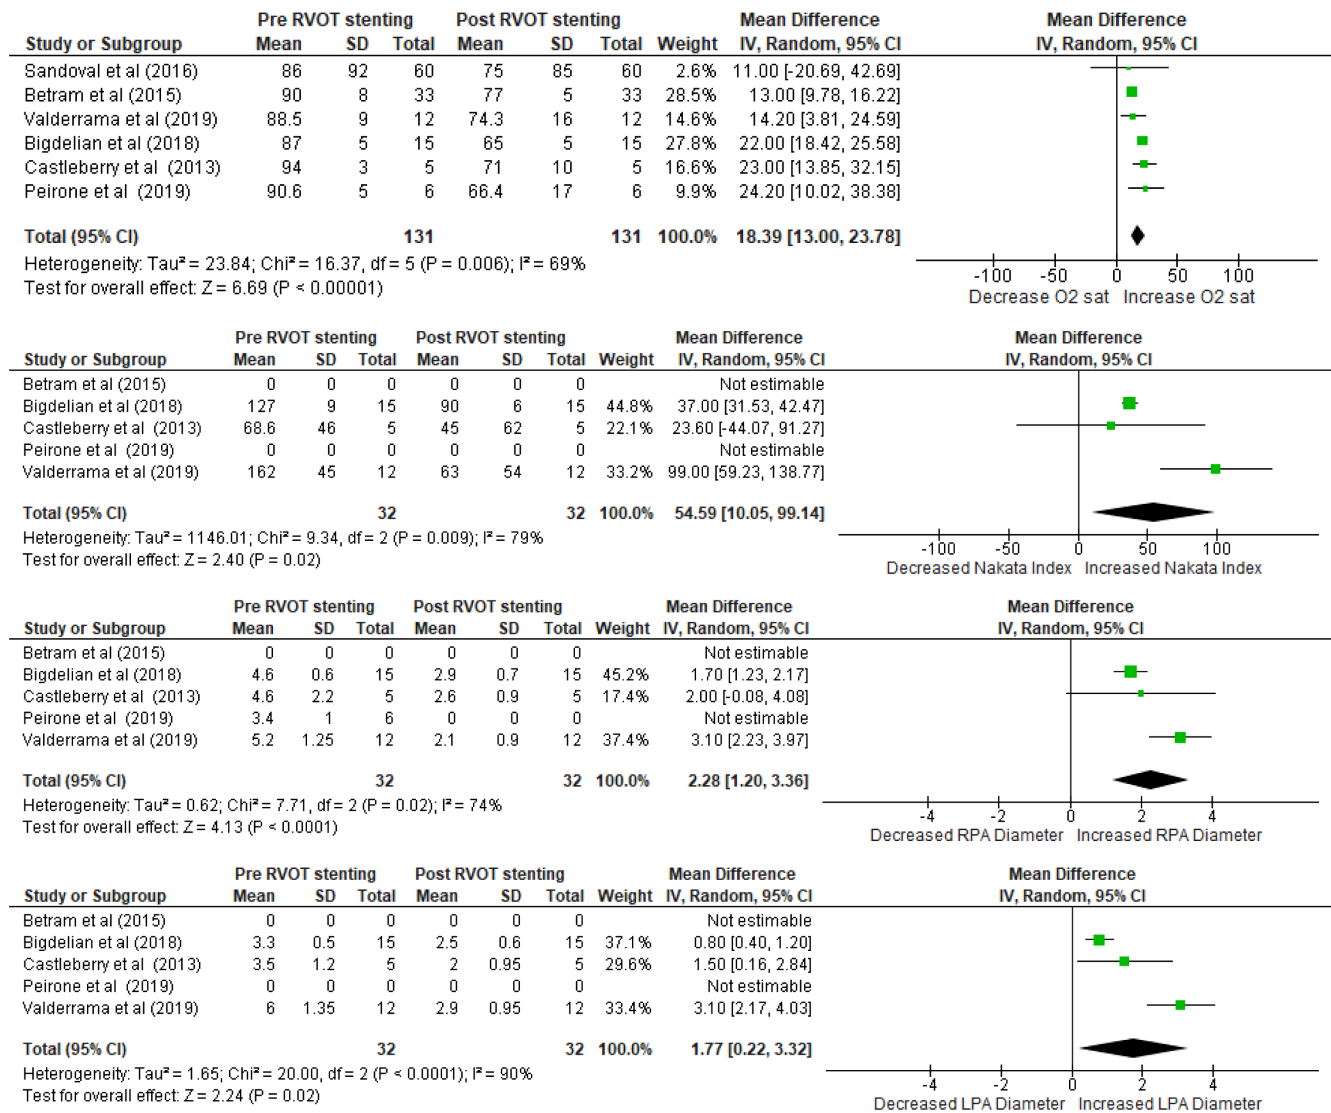 Pre RVOT stenting Post RVOT stenting Mean Difference Mean Difference
Study or Subgroup Mean SD Total Mean SD Total Weight IV, Random, 95% CI IV, Random, 95% CI
Sandoval et al (2016) 86 92 60 75 85 60 2.6% 11.00 [-20.69, 42.69]
Betram et al (2015) 90 8 33 77 5 33 28.5% 13.00 [9.78, 16.22]
Valderrama et al (2019) 88.5 9 12 74.3 16 12 14.6% 14.20 [3.81, 24.59]
Bigdelian et al (2018) 87 5 15 65 5 15 27.8% 22.00 [18.42, 25.58]
Castleberry et al (2013) 94 3 5 71 10 5 16.6% 23.00 [13.85, 32.15]
Peirone et al (2019) 90.6 5 6 66.4 17 6 9.9% 24.20 [10.02, 38.38]
Total (95% CI) 131 131 100.0% 18.39 [13.00, 23.78]
Heterogeneity: Tau² = 23.84; Chi² = 16.37, df = 5 (P = 0.006); I² = 69%
Test for overall effect: Z = 6.69 (P < 0.00001)
-100 -50 0 50 100
Decrease O2 sat Increase O2 sat
Pre RVOT stenting Post RVOT stenting Mean Difference Mean Difference
Study or Subgroup Mean SD Total Mean SD Total Weight IV, Random, 95% CI IV, Random, 95% CI
Betram et al (2015) 0 0 0 0 0 0 Not estimable
Bigdelian et al (2018) 127 9 15 90 6 15 44.8% 37.00 [31.53, 42.47]
Castleberry et al (2013) 68.6 46 5 45 62 5 22.1% 23.60 [-44.07, 91.27]
Peirone et al (2019) 0 0 0 0 0 0 Not estimable
Valderrama et al (2019) 162 45 12 63 54 12 33.2% 99.00 [59.23, 138.77]
Total (95% CI) 32 32 100.0% 54.59 [10.05, 99.14]
Heterogeneity: Tau² = 1146.01; Chi² = 9.34, df = 2 (P = 0.009); I² = 79%
Test for overall effect: Z = 2.40 (P = 0.02)
-100 -50 0 50 100
Decreased Nakata Index Increased Nakata Index
Pre RVOT stenting Post RVOT stenting Mean Difference Mean Difference
Study or Subgroup Mean SD Total Mean SD Total Weight IV, Random, 95% CI IV, Random, 95% CI
Betram et al (2015) 0 0 0 0 0 0 Not estimable
Bigdelian et al (2018) 4.6 0.6 15 2.9 0.7 15 45.2% 1.70 [1.23, 2.17]
Castleberry et al (2013) 4.6 2.2 5 2.6 0.9 5 17.4% 2.00 [-0.08, 4.08]
Peirone et al (2019) 3.4 1 6 0 0 0 Not estimable
Valderrama et al (2019) 5.2 1.25 12 2.1 0.9 12 37.4% 3.10 [2.23, 3.97]
Total (95% CI) 32 32 100.0% 2.28 [1.20, 3.36]
Heterogeneity: Tau² = 0.62; Chi² = 7.71, df = 2 (P = 0.02); I² = 74%
Test for overall effect: Z = 4.13 (P < 0.0001)
-4 -2 0 2 4
Decreased RPA Diameter Increased RPA Diameter
Pre RVOT stenting Post RVOT stenting Mean Difference Mean Difference
Study or Subgroup Mean SD Total Mean SD Total Weight IV, Random, 95% CI IV, Random, 95% CI
Betram et al (2015) 0 0 0 0 0 0 Not estimable
Bigdelian et al (2018) 3.3 0.5 15 2.5 0.6 15 37.1% 0.80 [0.40, 1.20]
Castleberry et al (2013) 3.5 1.2 5 2 0.95 5 29.6% 1.50 [0.16, 2.84]
Peirone et al (2019) 0 0 0 0 0 0 Not estimable
Valderrama et al (2019) 6 1.35 12 2.9 0.95 12 33.4% 3.10 [2.17, 4.03]
Total (95% CI) 32 32 100.0% 1.77 [0.22, 3.32]
Heterogeneity: Tau² = 1.65; Chi² = 20.00, df = 2 (P < 0.0001); I² = 90%
Test for overall effect: Z = 2.24 (P = 0.02)
-4 -2 0 2 4
Decreased LPA Diameter Increased LPA Diameter